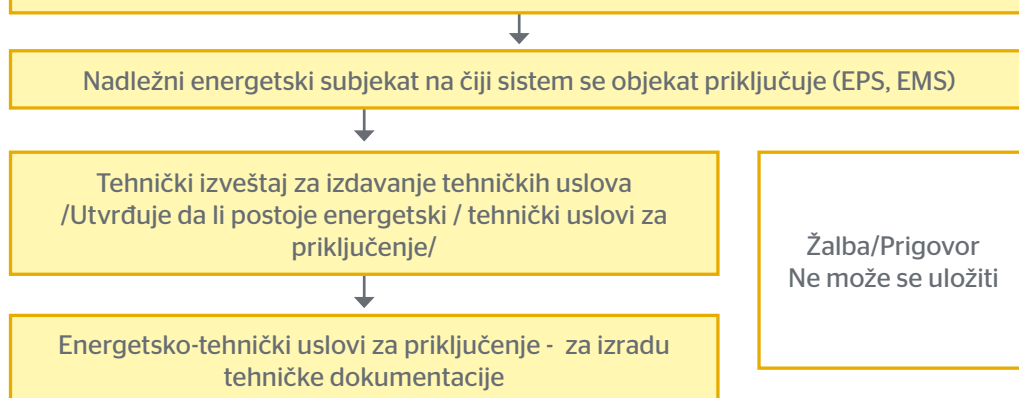 Nadležni energetski subjekat na čiji sistem se objekat priključuje (EPS, EMS)
Tehnički izveštaj za izdavanje tehničkih uslova
/Utvrđuje da li postoje energetski / tehnički uslovi za
priključenje/
Žalba/Prigovor
Ne može se uložiti
Energetsko-tehnički uslovi za priključenje - za izradu
tehničke dokumentacije